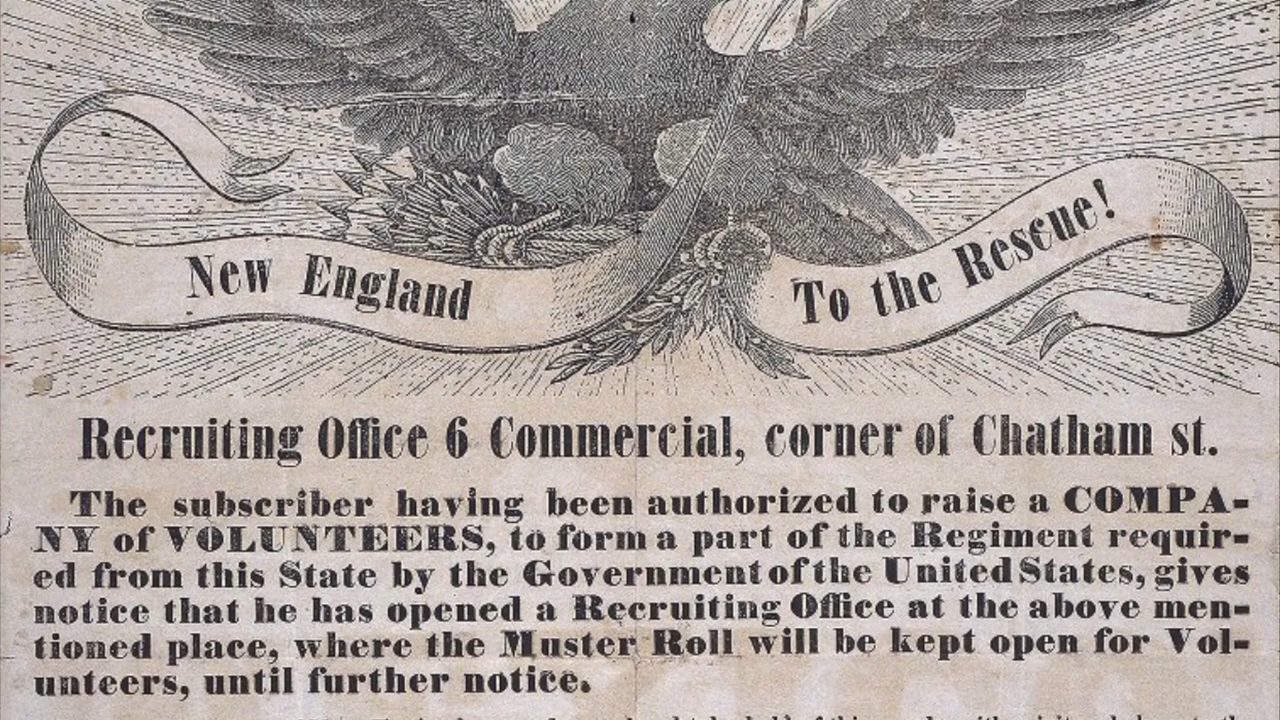 New England
To the Rescue!
Recruiting Office 6 Commercial, corner of Chatham st.
The subscriber having been authorized to raise a COMPA-
NY of VOLUNTEERS, to form a part of the Regiment requir-
ed from this State by the Government of the United States, gives
notice that he has opened a Recruiting Office at the above men-
tioned place, where the Muster Roll will be kept open for Vol-
unteers, until further notice.